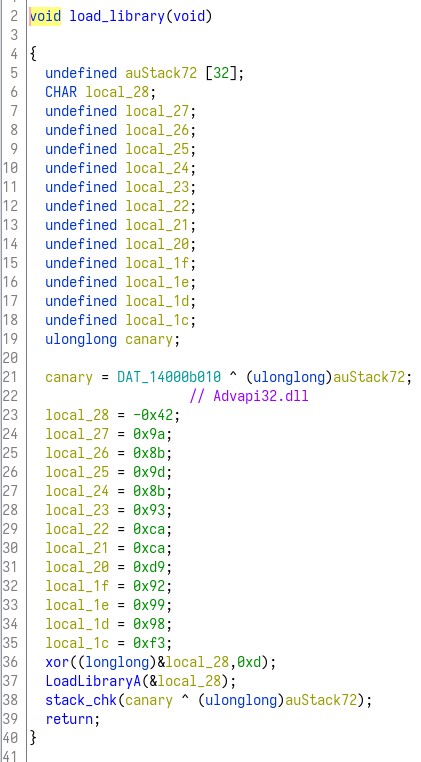 2 void load_library(void)
3
4 {
5 undefined auStack72 [32];
6 CHAR local_28;
7 undefined local_27;
8 undefined local_26;
9 undefined local_25;
10 undefined local_24;
11 undefined local_23;
12 undefined local_22;
13 undefined local_21;
14 undefined local_20;
15 undefined local_1f;
16 undefined local_1e;
17 undefined local_1d;
18 undefined local_1c;
19 ulonglong canary;
20
21 canary = DAT_14000b010 ^ (ulonglong)auStack72;
22 // Advapi32.dll
23 local_28 = -0x42;
24 local_27 = 0x9a;
25 local_26 = 0x8b;
26 local_25 = 0x9d;
27 local_24 = 0x8b;
28 local_23 = 0x93;
29 local_22 = 0xca;
30 local_21 = 0xca;
31 local_20 = 0xd9;
32 local_1f = 0x92;
33 local_1e = 0x99;
34 local_1d = 0x98;
35 local_1c = 0xf3;
36 xor((longlong)&local_28,0xd);
37 LoadLibraryA(&local_28);
38 stack_chk(canary ^ (ulonglong)auStack72);
39 return;
40 }
41